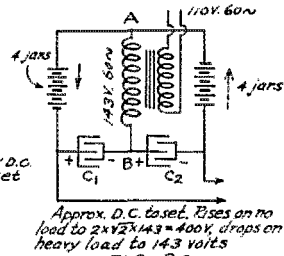 A
110V. 60~
4 jars
143V. 60~
4 jars
D.C.
set
+
C1
-
B
+
C2
-
Approx. D.C. to set. Rises on no
load to 2×√2×143=400V, drops on
heavy load to 143 volts